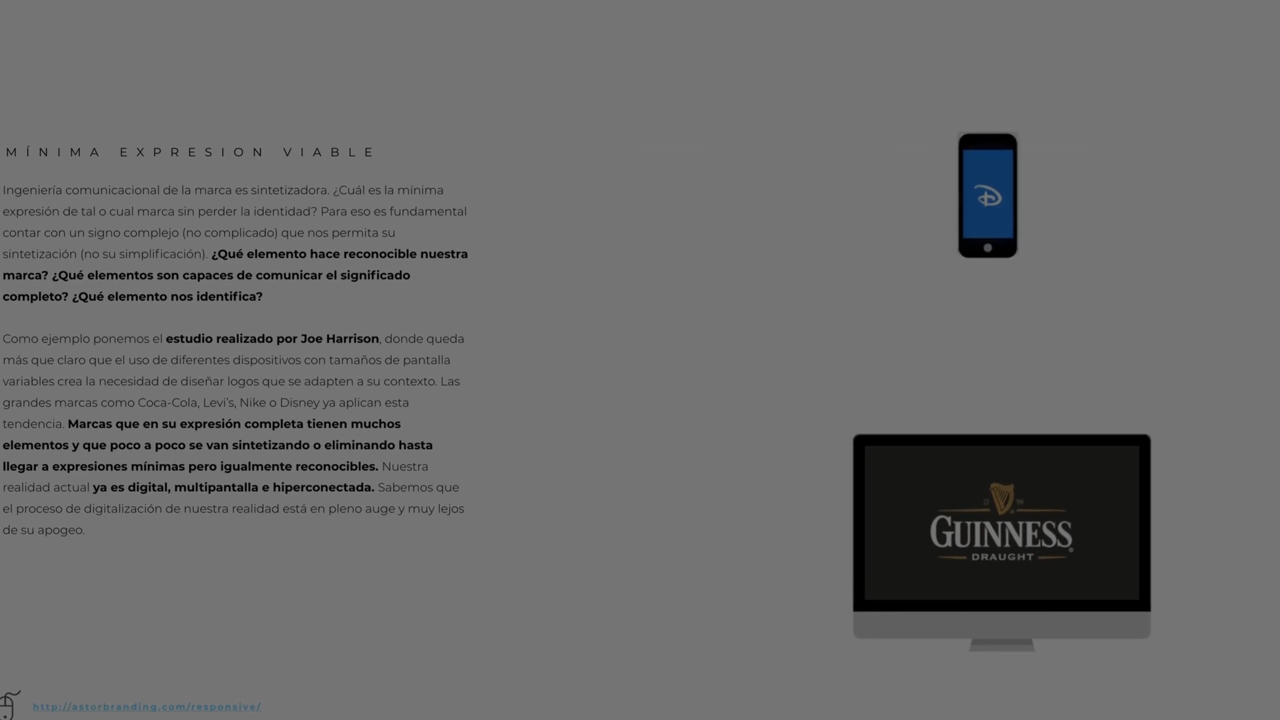 MÍNIMA EXPRESION VIABLE
Ingeniería comunicacional de la marca es sintetizadora. ¿Cuál es la mínima
expresión de tal o cual marca sin perder la identidad? Para eso es fundamental
contar con un signo complejo (no complicado) que nos permita su
sintetización (no su simplificación). ¿Qué elemento hace reconocible nuestra
marca? ¿Qué elementos son capaces de comunicar el significado
completo? ¿Qué elemento nos identifica?
Como ejemplo ponemos el estudio realizado por Joe Harrison, donde queda
más que claro que el uso de diferentes dispositivos con tamaños de pantalla
variables crea la necesidad de diseñar logos que se adapten a su contexto. Las
grandes marcas como Coca-Cola, Levi's, Nike o Disney ya aplican esta
tendencia. Marcas que en su expresión completa tienen muchos
elementos y que poco a poco se van sintetizando o eliminando hasta
llegar a expresiones mínimas pero igualmente reconocibles. Nuestra
realidad actual ya es digital, multipantalla e hiperconectada. Sabemos que
el proceso de digitalización de nuestra realidad está en pleno auge y muy lejos
de su apogeo.
http://astorbranding.com/responsive/
D
GUINNESS
DRAUGHT